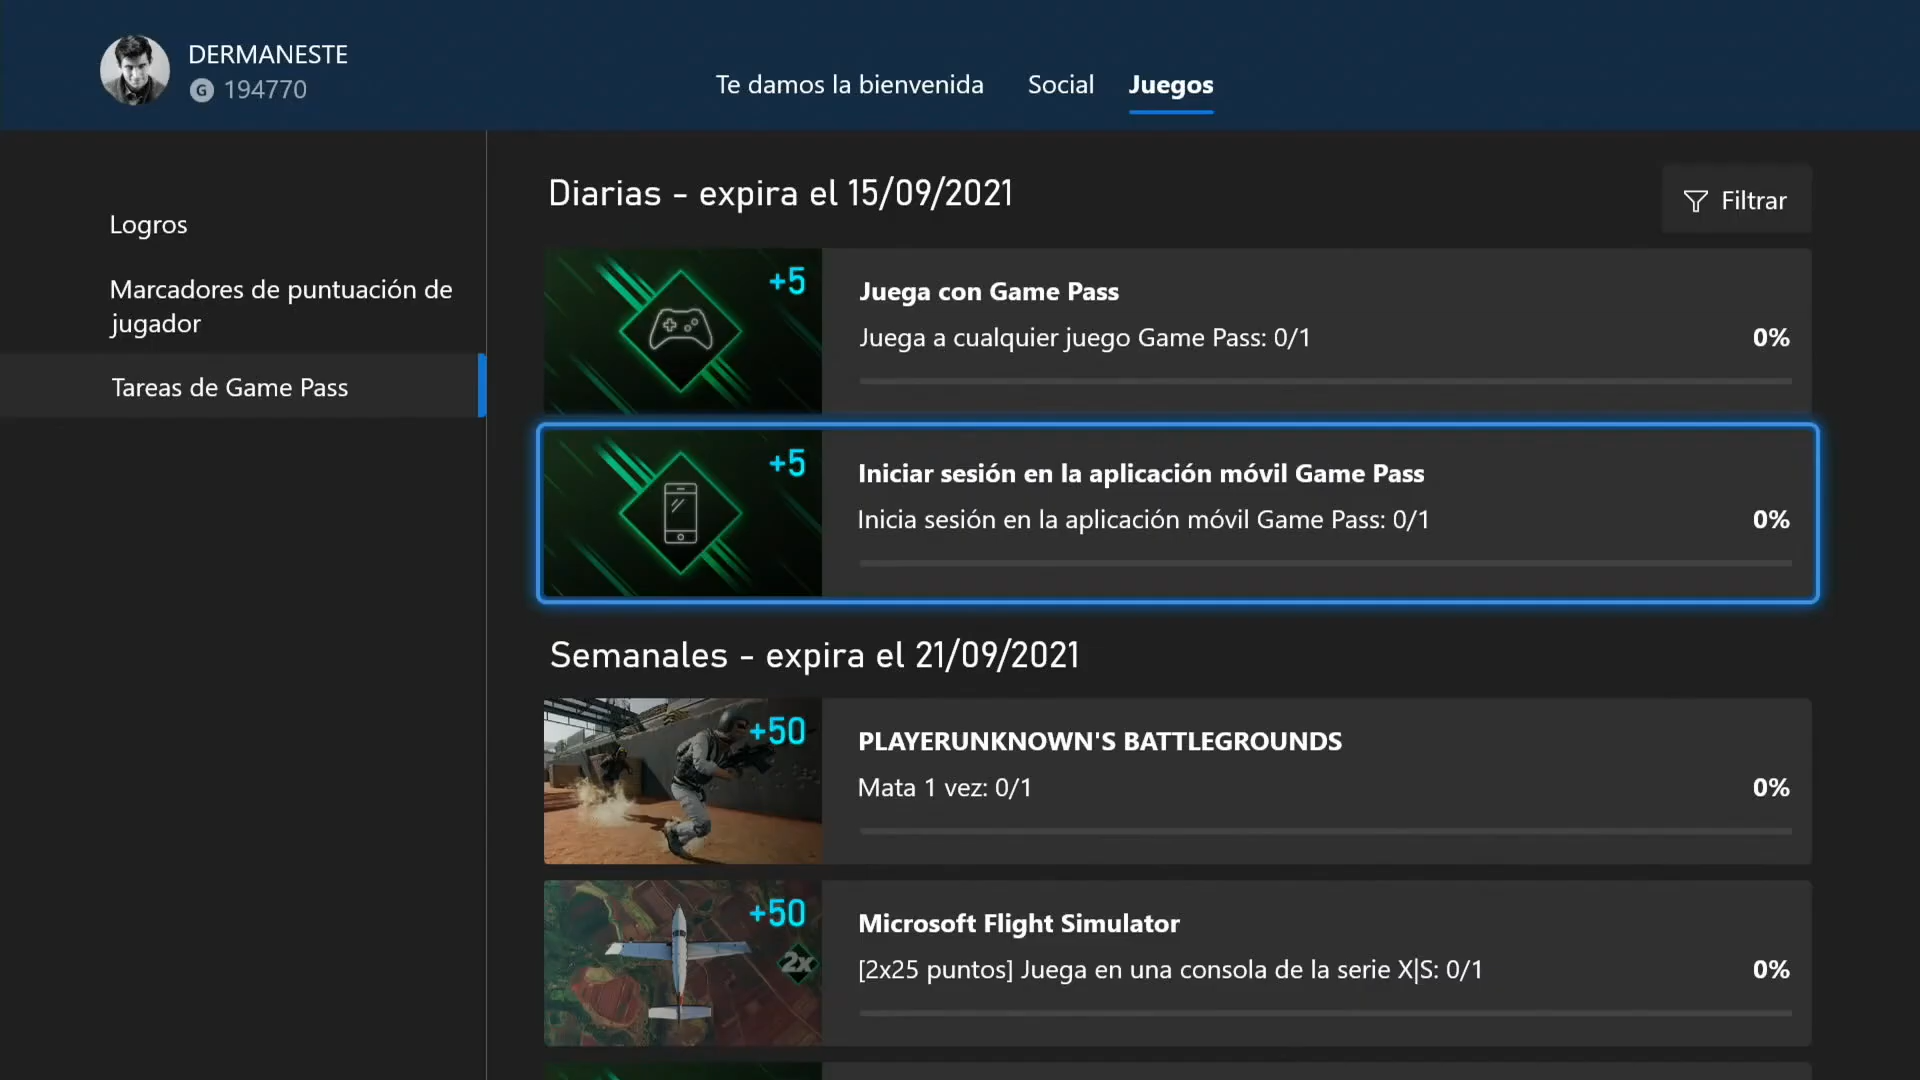 DERMANESTE
G 194770
Te damos la bienvenida
Social
Juegos
Logros
Marcadores de puntuación de
jugador
Tareas de Game Pass
Diarias - expira el 15/09/2021
Filtrar
+5
Juega con Game Pass
Juega a cualquier juego Game Pass: 0/1
0%
+5
Iniciar sesión en la aplicación móvil Game Pass
Inicia sesión en la aplicación móvil Game Pass: 0/1
0%
Semanales - expira el 21/09/2021
+50
PLAYERUNKNOWN'S BATTLEGROUNDS
Mata 1 vez: 0/1
0%
+50
2x
Microsoft Flight Simulator
[2x25 puntos] Juega en una consola de la serie X|S: 0/1
0%